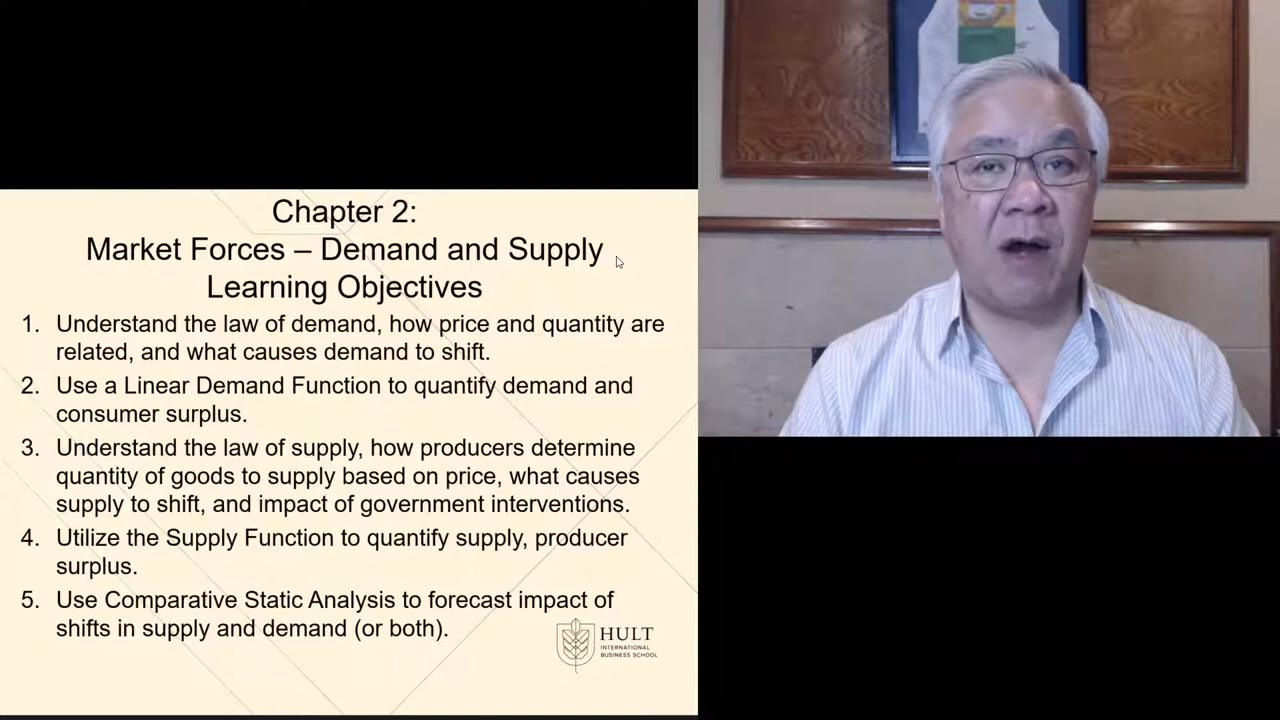 Chapter 2:
Market Forces – Demand and Supply
Learning Objectives
1. Understand the law of demand, how price and quantity are
related, and what causes demand to shift.
2. Use a Linear Demand Function to quantify demand and
consumer surplus.
3. Understand the law of supply, how producers determine
quantity of goods to supply based on price, what causes
supply to shift, and impact of government interventions.
4. Utilize the Supply Function to quantify supply, producer
surplus.
5. Use Comparative Static Analysis to forecast impact of
shifts in supply and demand (or both).
HULT
INTERNATIONAL
BUSINESS SCHOOL